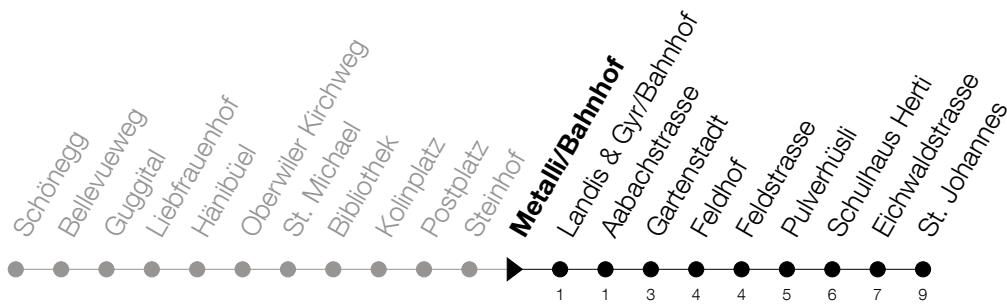 Schönegg
Bellevueweg
Guggital
Liebfrauenhof
Hänibüel
Oberwiler Kirchweg
St. Michael
Bibliothek
Kolinplatz
Postplatz
Steinhof
Metalli/Bahnhof
Landis & Gyr/Bahnhof
Aabachstrasse
Gartenstadt
Feldhof
Feldstrasse
Pulverhüsli
Schulhaus Herti
Eichwaldstrasse
St. Johannes
1 1 3 4 4 5 6 7 9